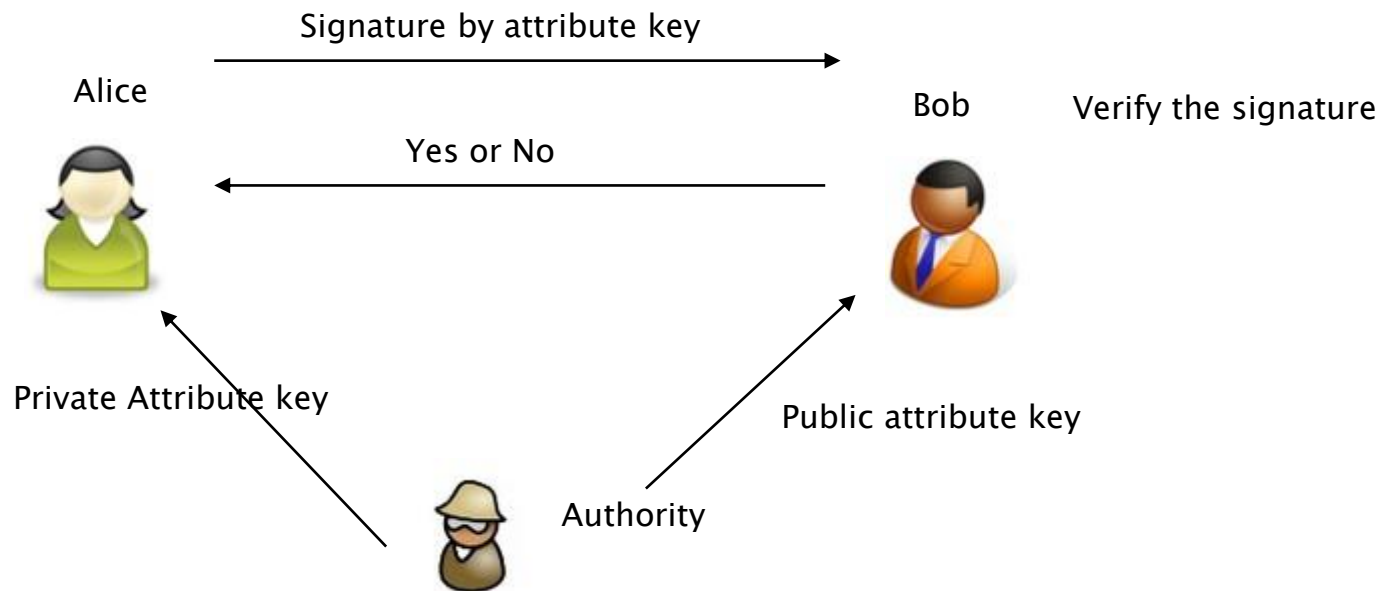 Signature by attribute key
Alice
Bob
Verify the signature
Yes or No
Private Attribute key
Public attribute key
Authority